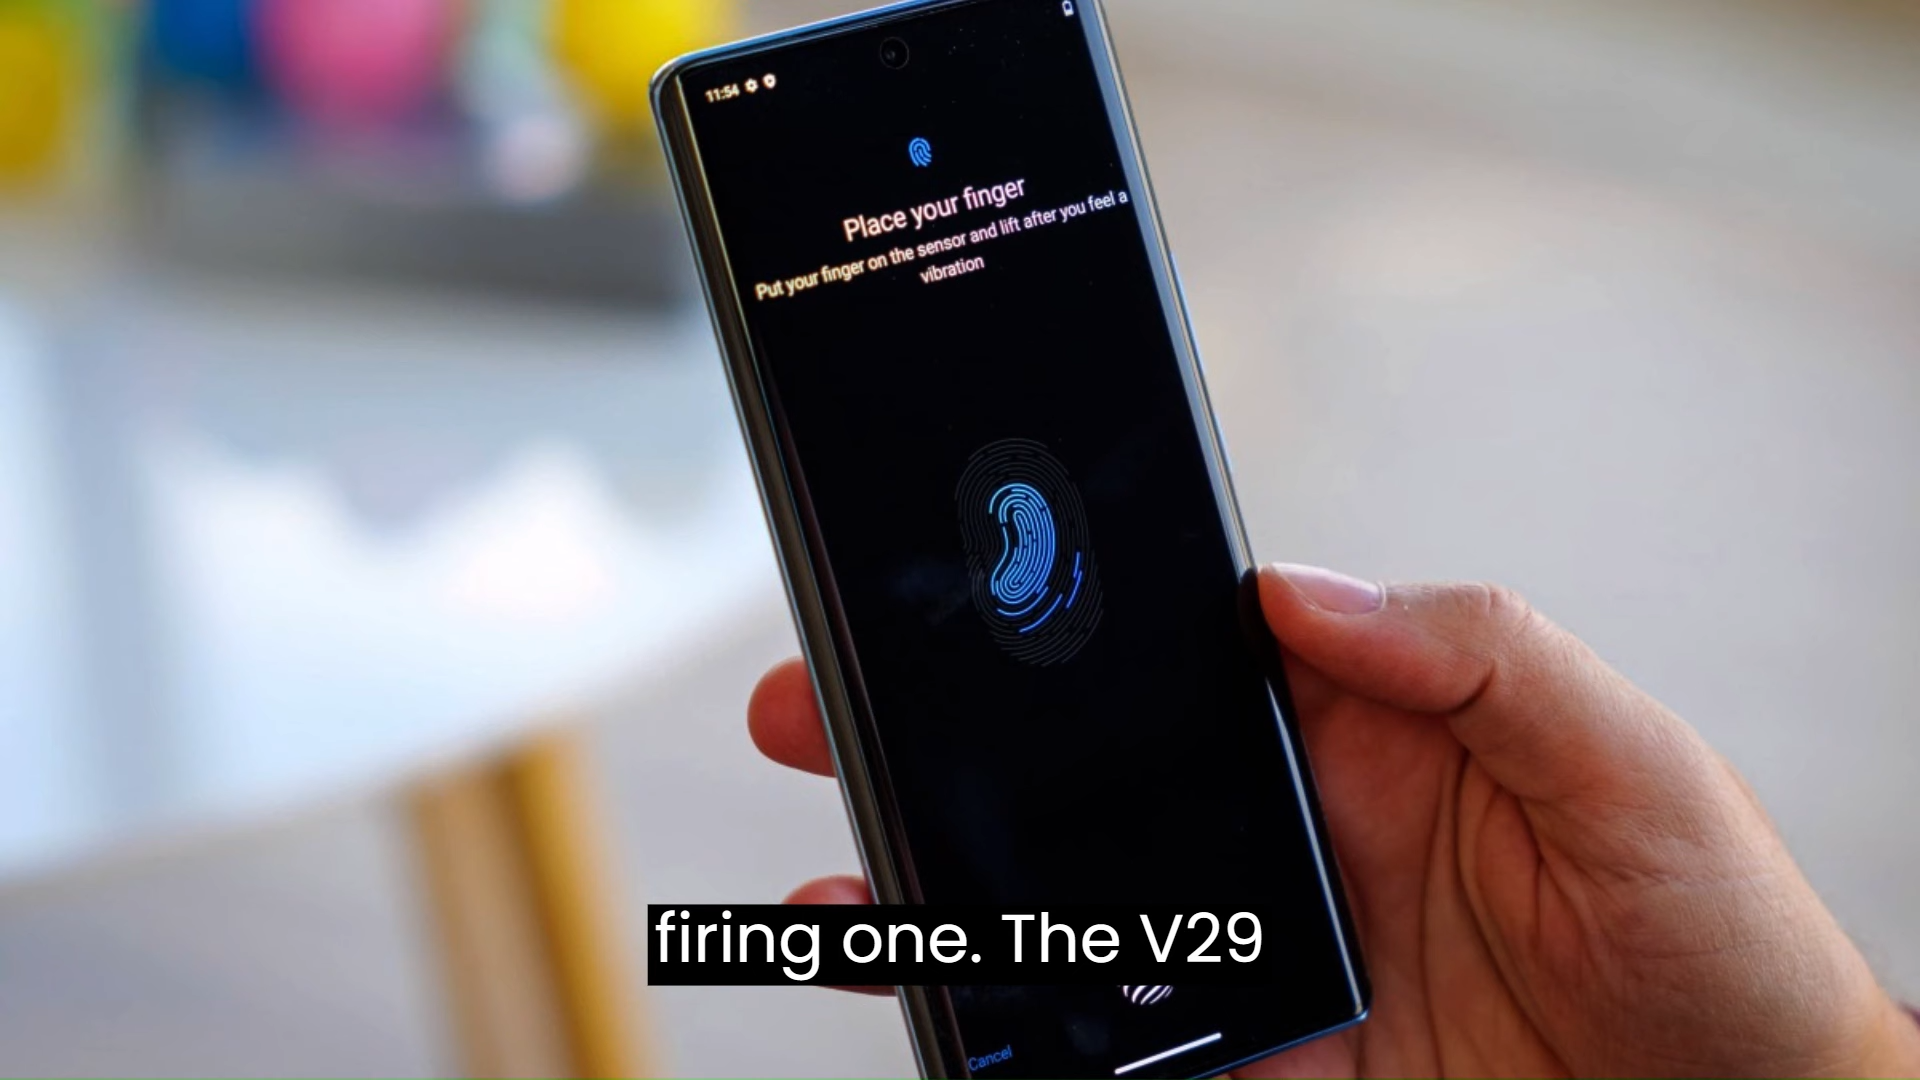 11:54
Place your finger
Put your finger on the sensor and lift after you feel a
vibration
firing one. The V29
Cancel